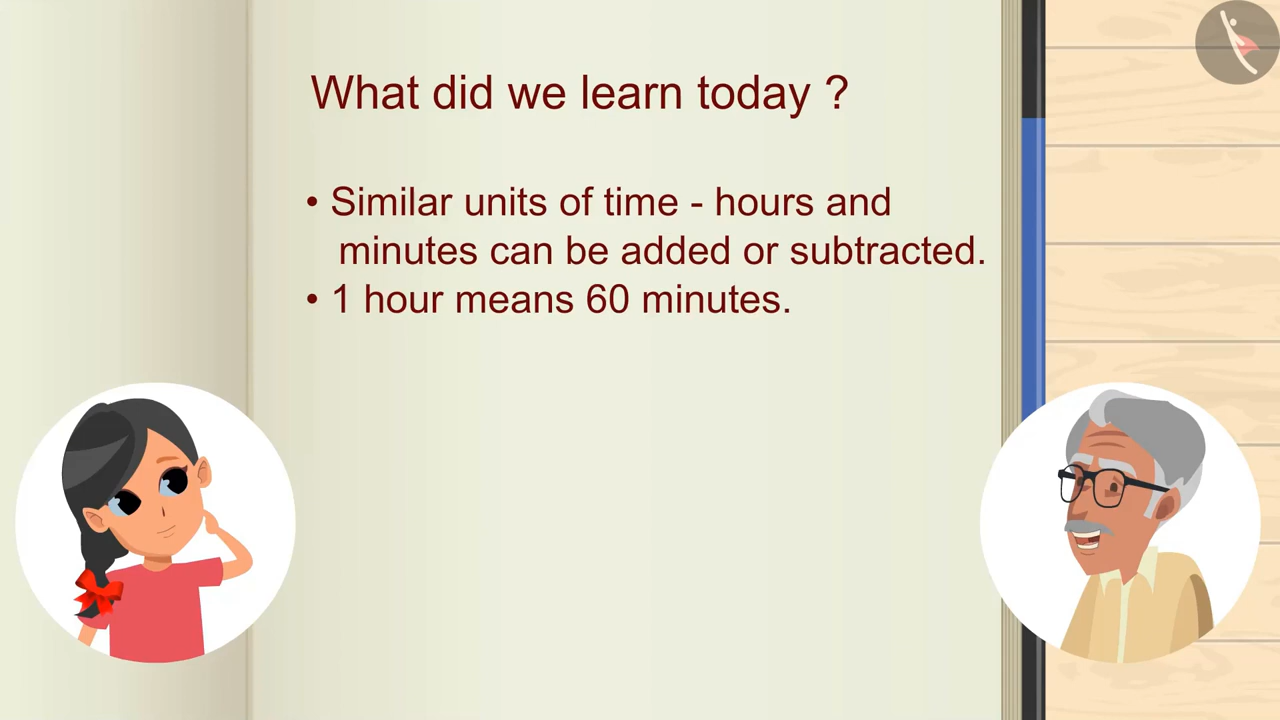 What did we learn today ?
• Similar units of time - hours and
minutes can be added or subtracted.
• 1 hour means 60 minutes.